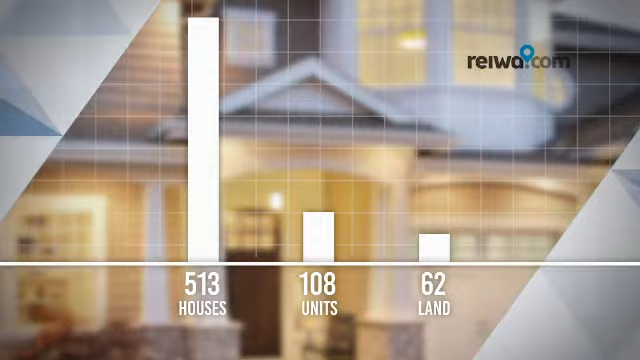 reiwa.com
513
HOUSES
108
UNITS
62
LAND